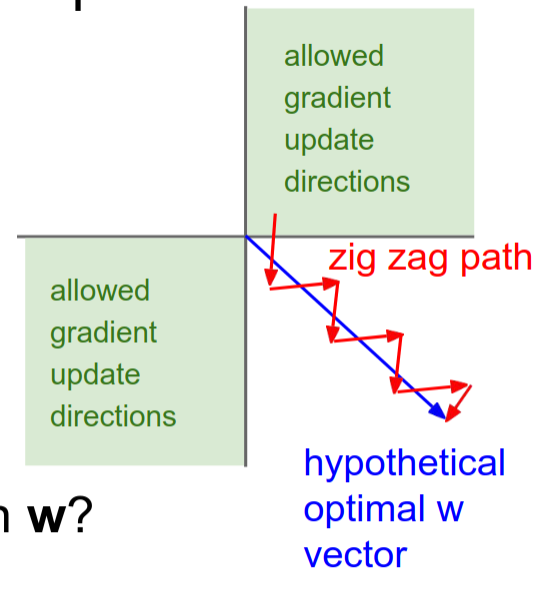 allowed
gradient
update
directions
zig zag path
allowed
gradient
update
directions
hypothetical
optimal w
vector
w?